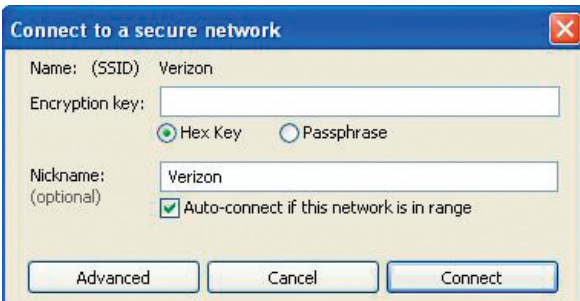 Connect to a secure network
Name: (SSID) Verizon
Encryption key:
Hex Key Passphrase
Nickname: Verizon
(optional)
Auto-connect if this network is in range
Advanced Cancel Connect